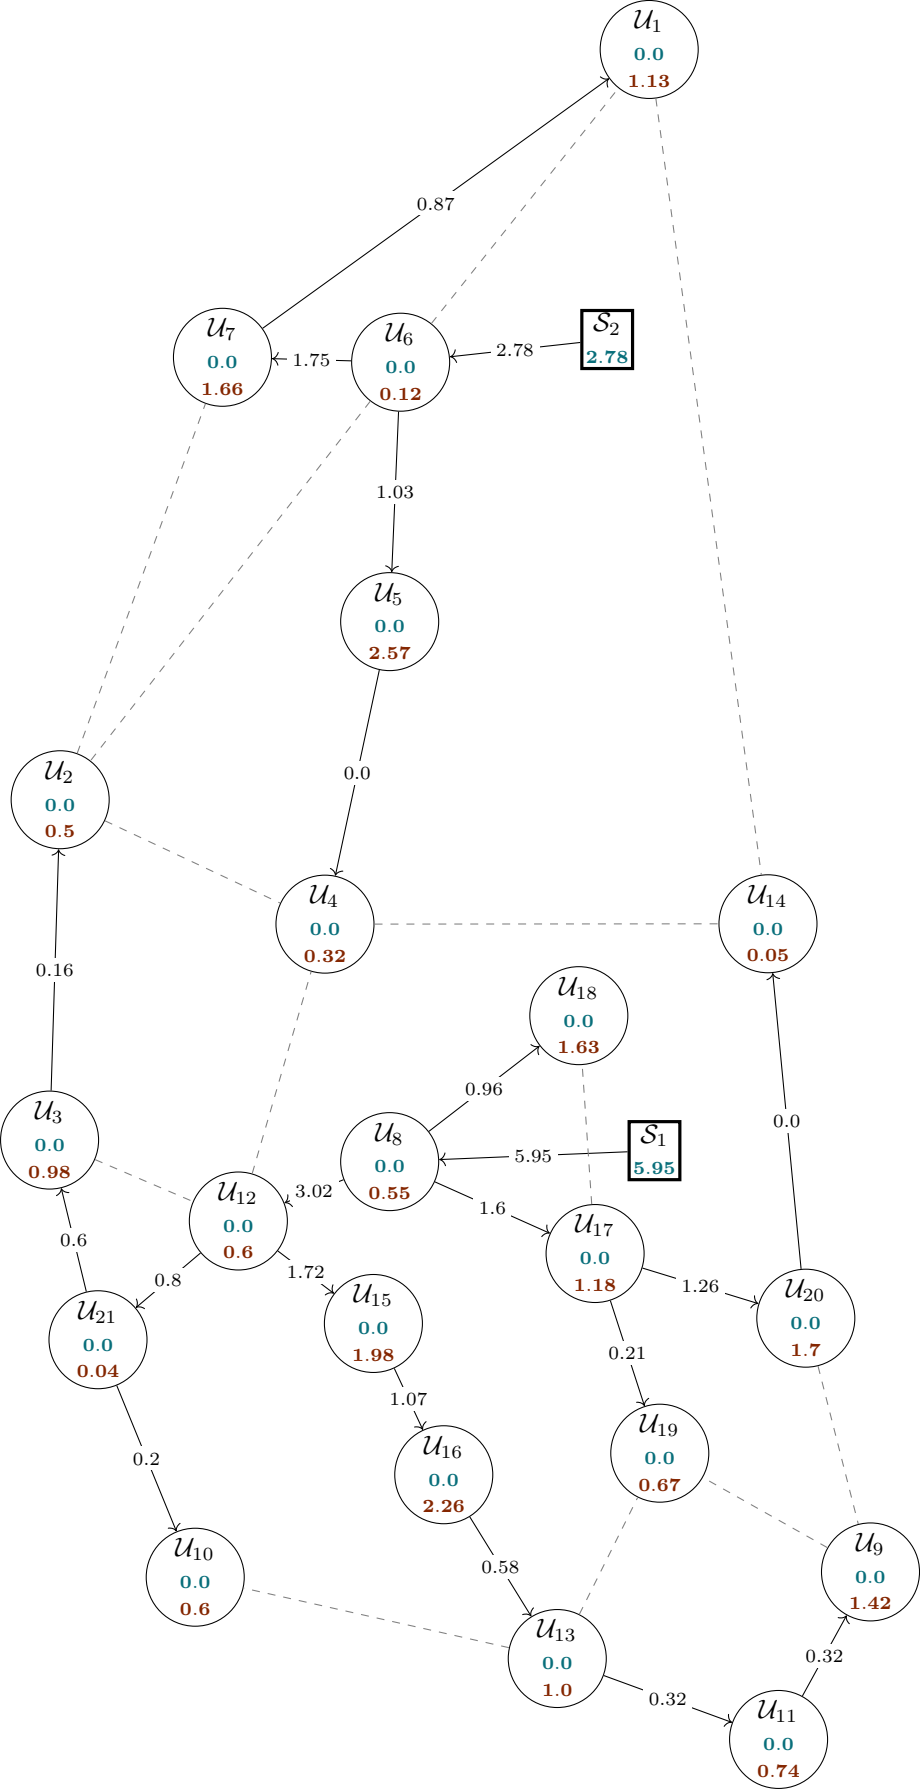 𝒰₁
0.0
1.13
0.87
𝒰₇
0.0
1.66
1.75
𝒰₆
0.0
0.12
2.78
𝒮₂
2.78
1.03
𝒰₅
0.0
2.57
0.0
𝒰₂
0.0
0.5
𝒰₄
0.0
0.32
𝒰₁₄
0.0
0.05
0.16
𝒰₁₈
0.0
1.63
0.96
𝒰₃
0.0
0.98
𝒰₈
0.0
0.55
5.95
𝒮₁
5.95
0.0
𝒰₁₂
0.0
0.6
3.02
1.6
𝒰₁₇
0.0
1.18
0.6
0.8
1.72
1.26
𝒰₂₁
0.0
0.04
𝒰₁₅
0.0
1.98
𝒰₂₀
0.0
1.7
0.21
1.07
0.2
𝒰₁₆
0.0
2.26
𝒰₁₉
0.0
0.67
𝒰₁₀
0.0
0.6
0.58
𝒰₉
0.0
1.42
𝒰₁₃
0.0
1.0
0.32
0.32
𝒰₁₁
0.0
0.74